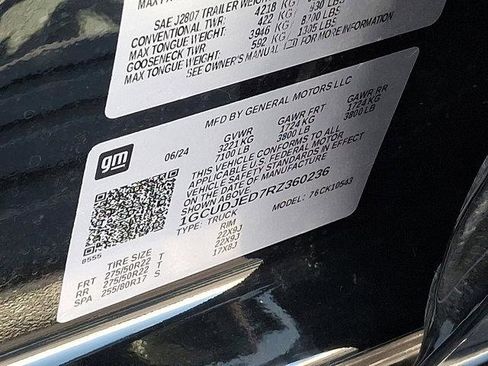 SAE J2807 TRAILER WEIGHT
CONVENTIONAL TWR 4218 KG
MAX TONGUE WEIGHT: 422 KG
GOOSENECK TWR 3946 KG 8700 LBS
MAX TONGUE WEIGHT: 592 KG 1305 LBS
SEE OWNER'S MANUAL FOR MORE INFORMATION
gm
MFD BY GENERAL MOTORS LLC
06/24
GVWR GAWR FRT GAWR RR
3221 KG 1724 KG 1724 KG
7100 LB 3800 LB 3800 LB
THIS VEHICLE CONFORMS TO ALL
APPLICABLE U.S. FEDERAL MOTOR
VEHICLE SAFETY STANDARDS IN EFFECT
ON THE DATE OF MANUFACTURE
SHOWN ABOVE.
1GCUDJED7RZ360236
TYPE: TRUCK MODEL: 76CK10543
8555
TIRE SIZE RIM
FRT 275/50R22 T 22X9J
RR 275/50R22 T 22X9J
SPA 255/80R17 S 17X8J